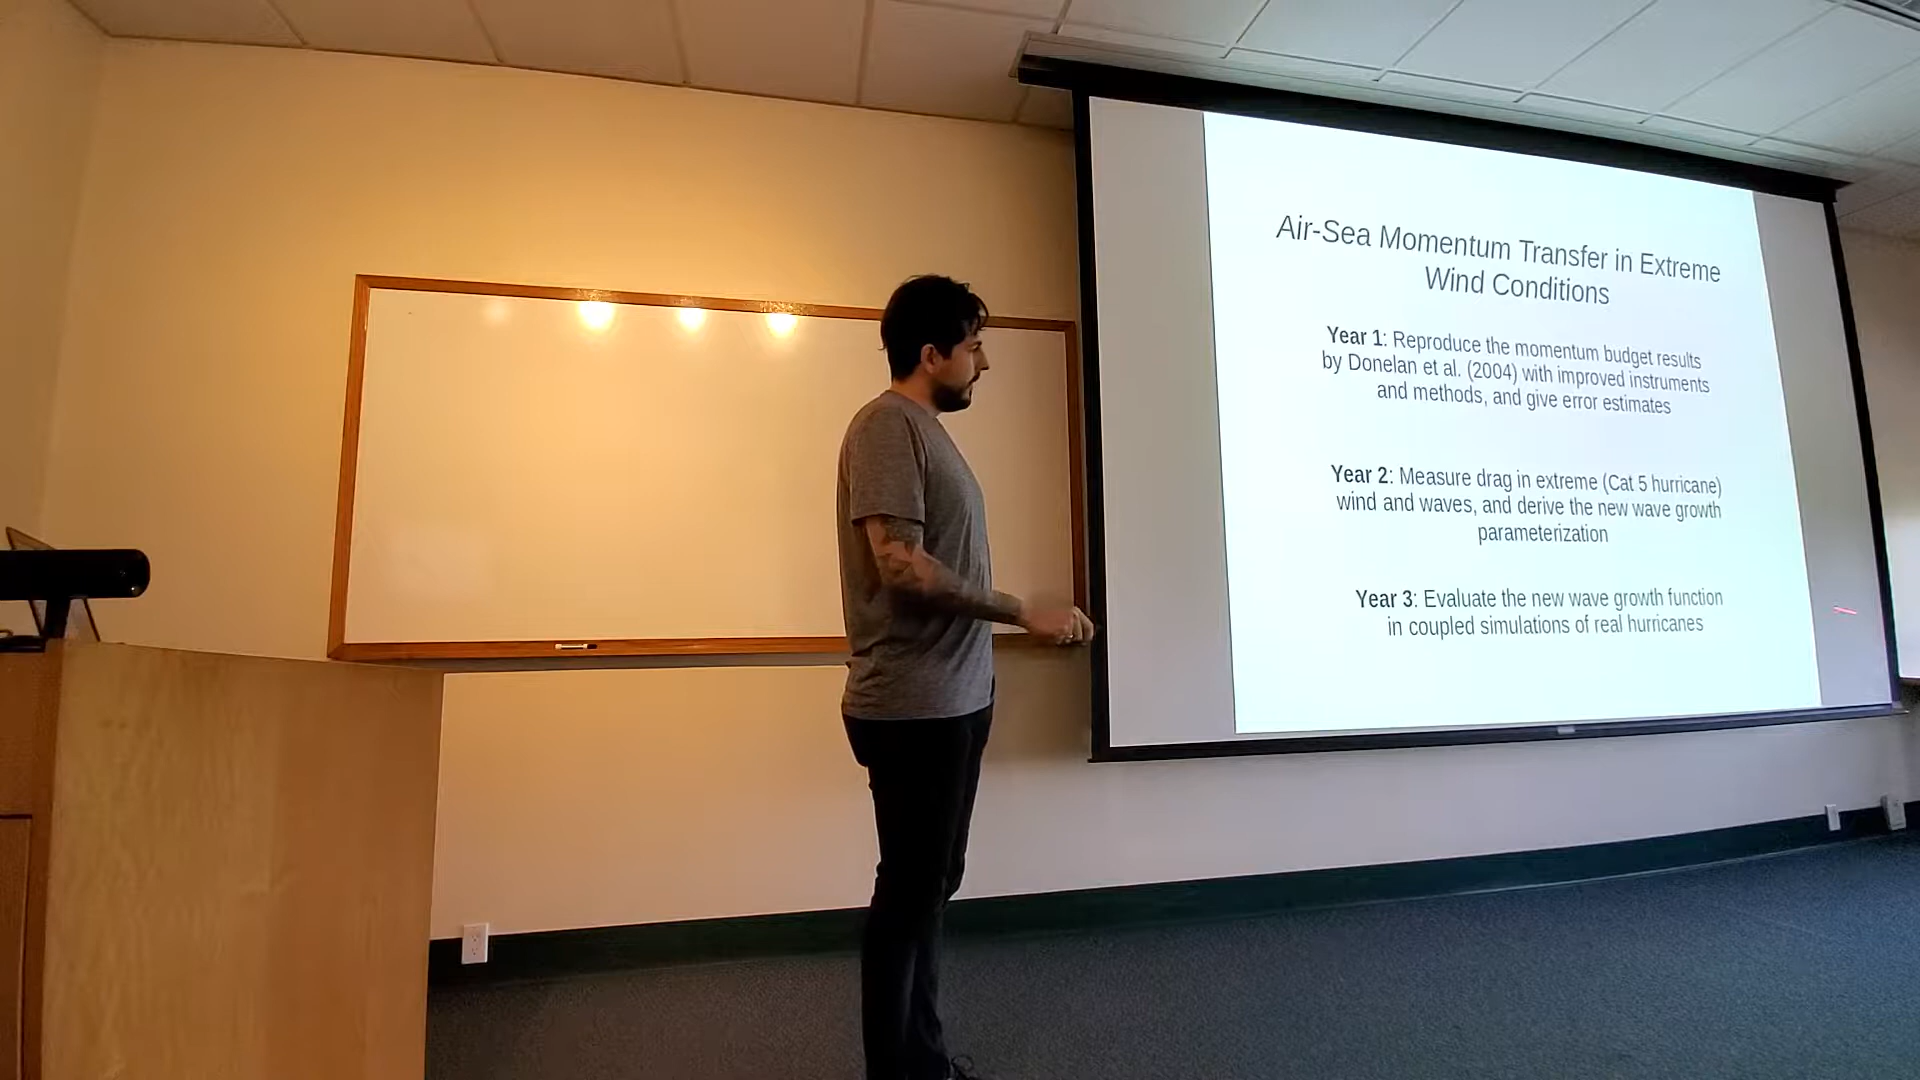 Air-Sea Momentum Transfer in Extreme
Wind Conditions
Year 1: Reproduce the momentum budget results
by Donelan et al. (2004) with improved instruments
and methods, and give error estimates
Year 2: Measure drag in extreme (Cat 5 hurricane)
wind and waves, and derive the new wave growth
parameterization
Year 3: Evaluate the new wave growth function
in coupled simulations of real hurricanes